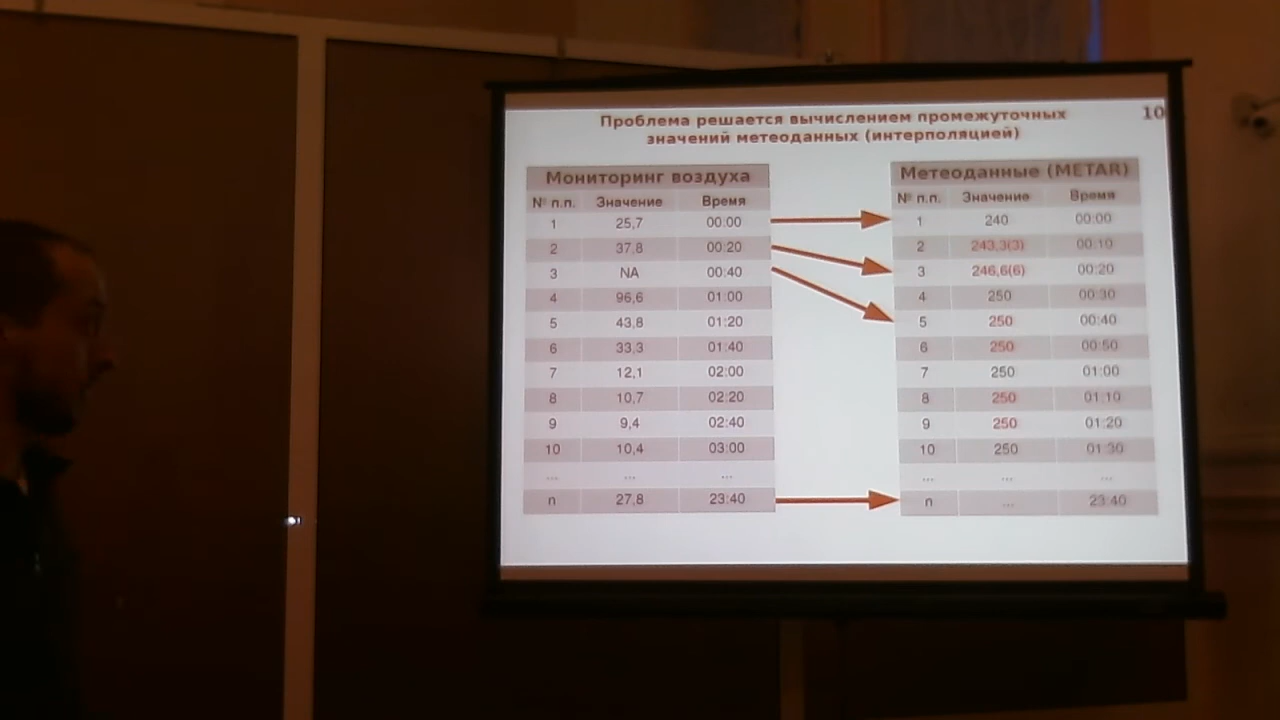 10
Проблема решается вычислением промежуточных
значений метеоданных (интерполяцией)
Мониторинг воздуха
№ п.п. Значение Время
1 25,7 00:00
2 37,8 00:20
3 NA 00:40
4 96,6 01:00
5 43,8 01:20
6 33,3 01:40
7 12,1 02:00
8 10,7 02:20
9 9,4 02:40
10 10,4 03:00
... ... ...
n 27,8 23:40
Метеоданные (METAR)
№ п.п. Значение Время
1 240 00:00
2 243,3(3) 00:10
3 246,6(6) 00:20
4 250 00:30
5 250 00:40
6 250 00:50
7 250 01:00
8 250 01:10
9 250 01:20
10 250 01:30
... ... ...
n ... 23:40